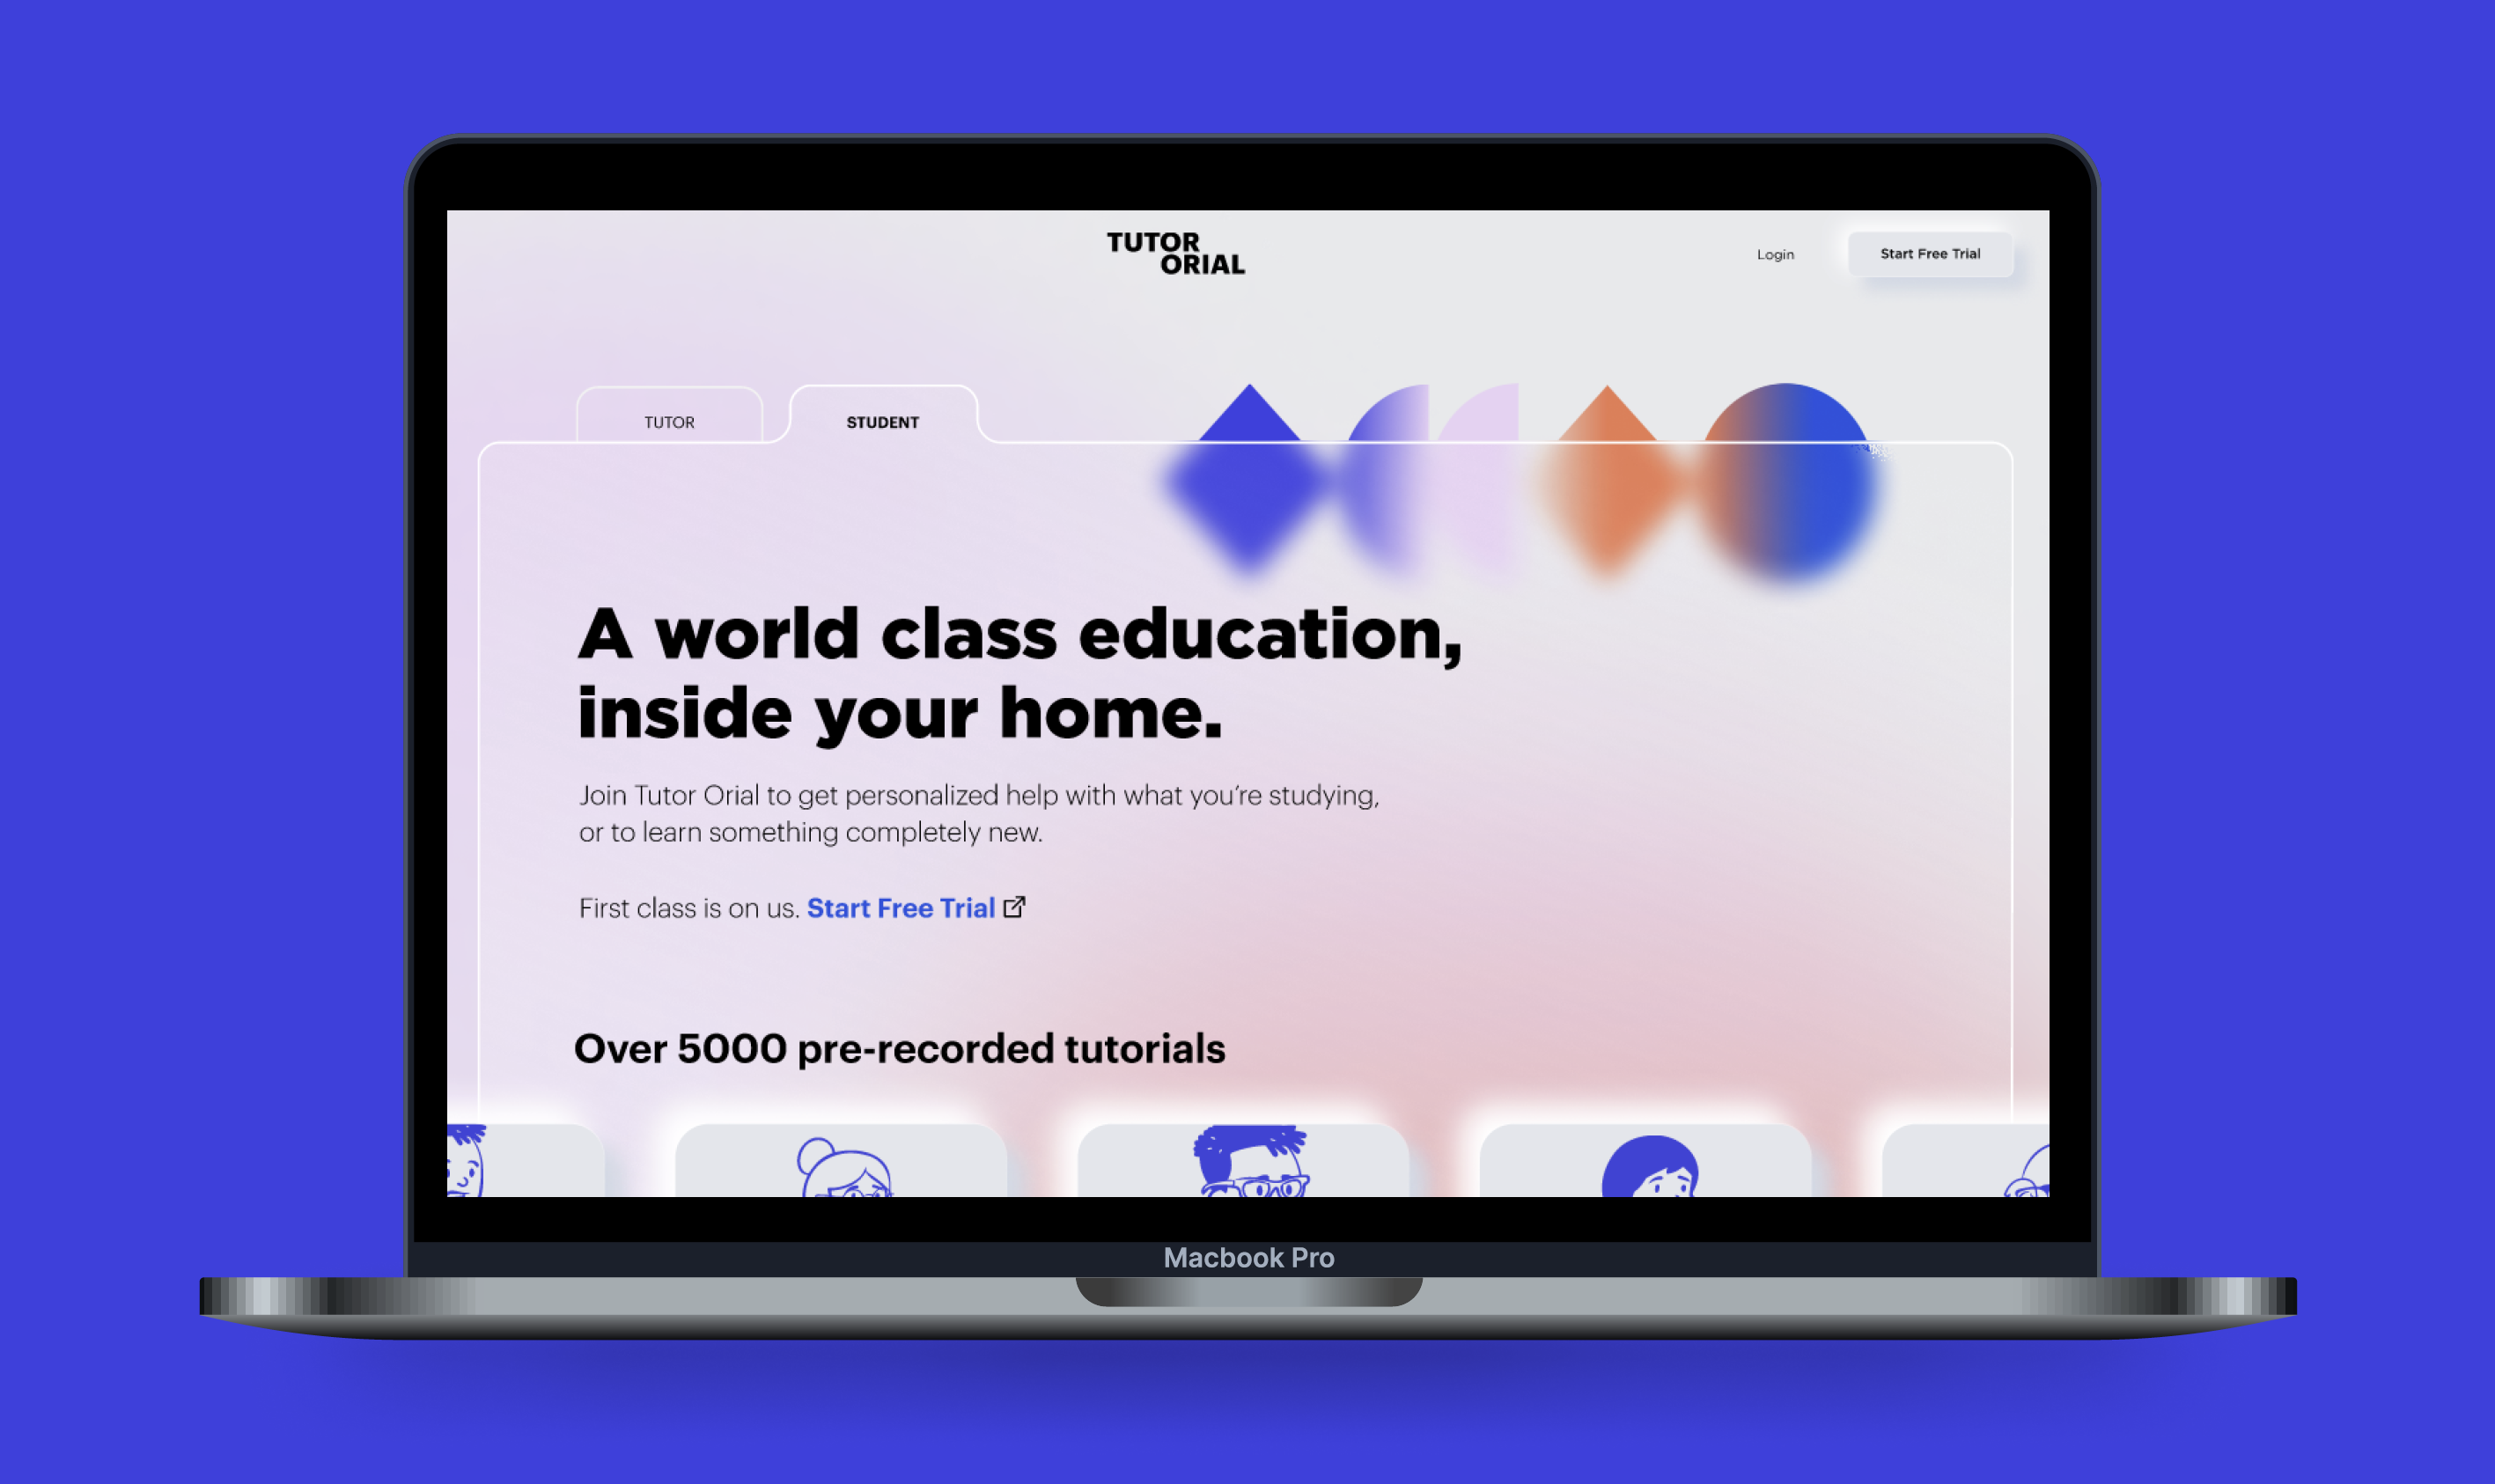 TUTOR
ORIAL
Login
Start Free Trial
TUTOR
STUDENT
A world class education,
inside your home.
Join Tutor Orial to get personalized help with what you’re studying,
or to learn something completely new.
First class is on us. Start Free Trial
Over 5000 pre-recorded tutorials
Macbook Pro